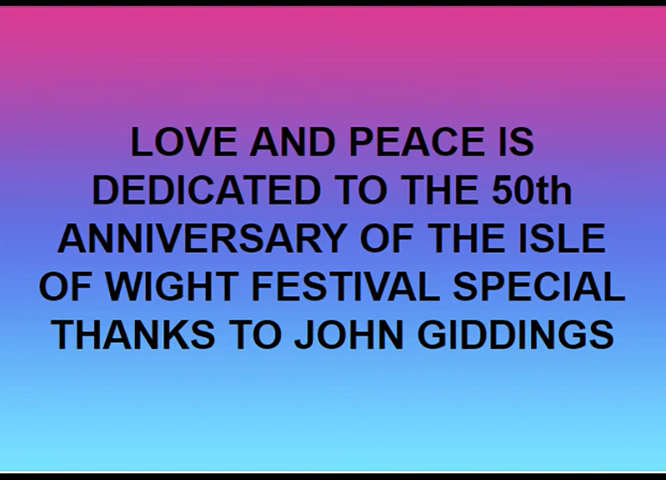 LOVE AND PEACE IS
DEDICATED TO THE 50th
ANNIVERSARY OF THE ISLE
OF WIGHT FESTIVAL SPECIAL
THANKS TO JOHN GIDDINGS